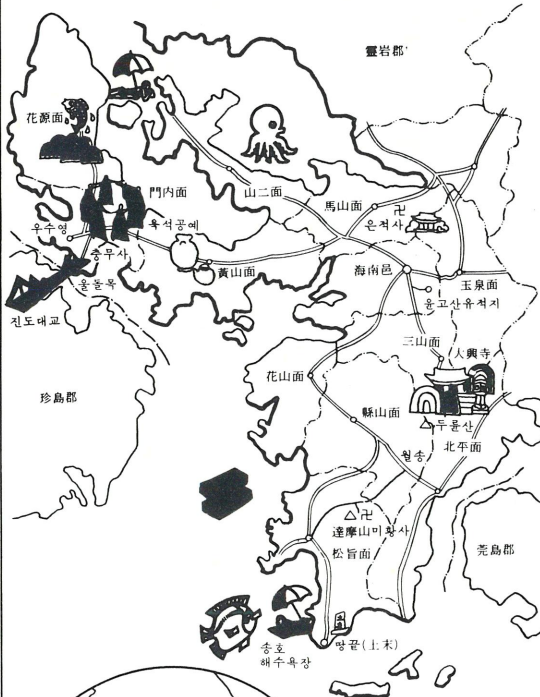 靈岩郡
花源面
門內面
山二面
馬山面
卍
은적사
우수영
옥석공예
충무사
黃山面
海南邑
玉泉面
울돌목
윤고산유적지
진도대교
三山面
大興寺
花山面
珍島郡
縣山面
두륜산
北平面
월송
卍
達摩山미황사
松旨面
莞島郡
송호
해수욕장
땅끝(土末)